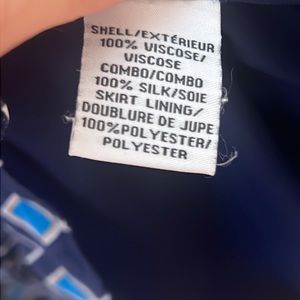 SHELL/EXTÉRIEUR
100% VISCOSE/
VISCOSE
COMBO/COMBO
100% SILK/SOIE
SKIRT LINING/
DOUBLURE DE JUPE
100%POLYESTER/
POLYESTER